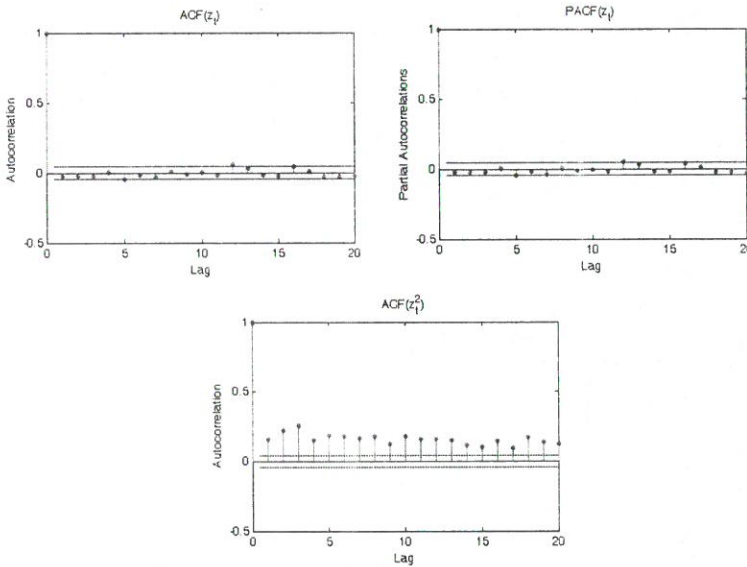 ACF(z_t)
1
0.5
0
-0.5
Autocorrelation
0 5 10 15 20
Lag
PACF(z_t)
1
0.5
0
-0.5
Partial Autocorrelations
0 5 10 15 20
Lag
ACF(z_t^2)
1
0.5
0
-0.5
Autocorrelation
0 5 10 15 20
Lag